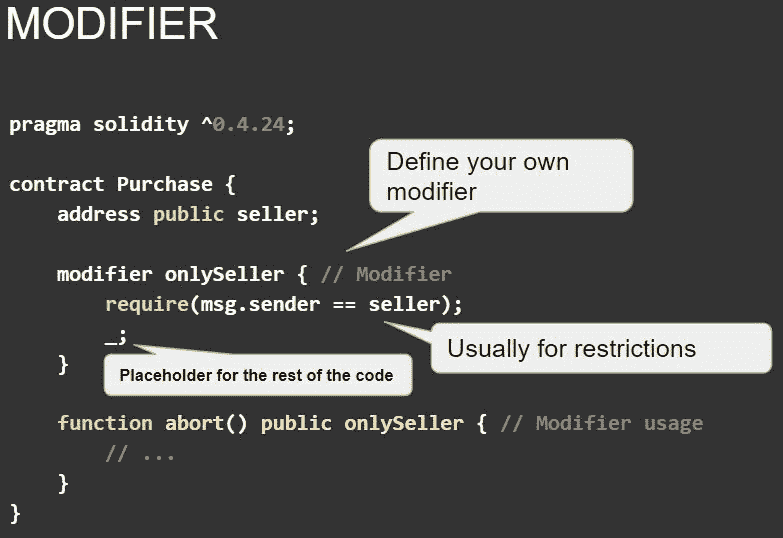 MODIFIER
pragma solidity ^0.4.24;
contract Purchase {
address public seller;
Define your own
modifier
modifier onlySeller { // Modifier
require(msg.sender == seller);
_;
Usually for restrictions
}
Placeholder for the rest of the code
function abort() public onlySeller { // Modifier usage
// ...
}
}